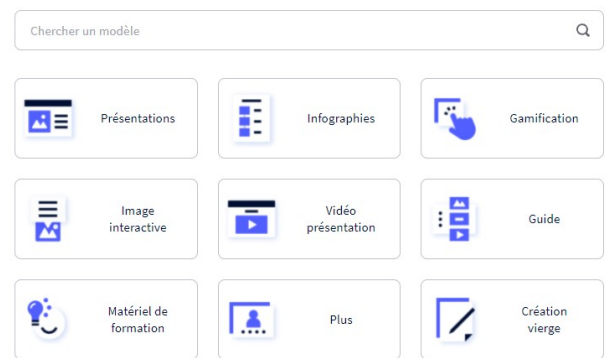 Chercher un modèle
Présentations
Infographies
Gamification
Image
interactive
Vidéo
présentation
Guide
Matériel de
formation
Plus
Création
vierge